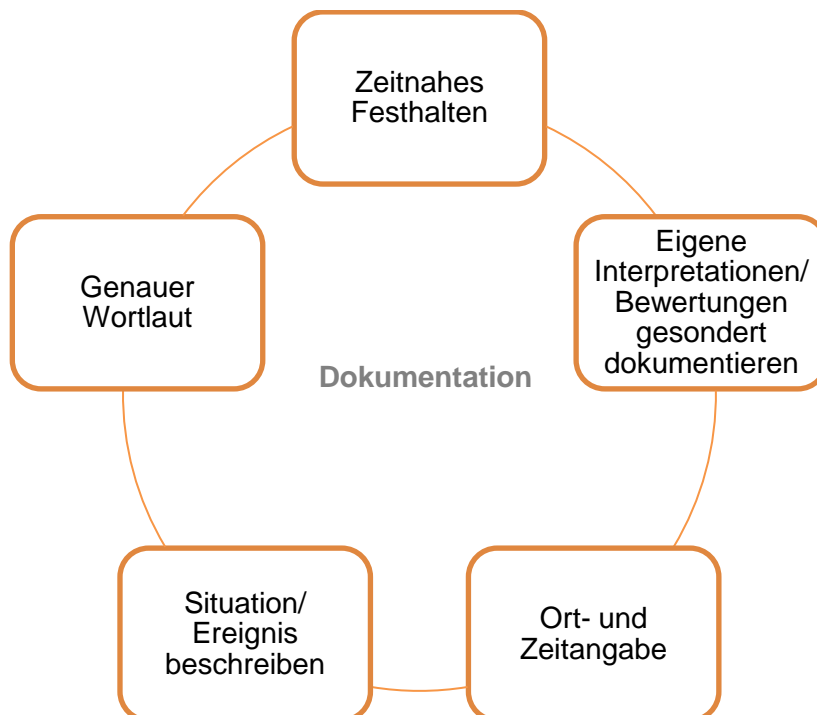 Zeitnahes
Festhalten
Eigene
Interpretationen/
Bewertungen
gesondert
dokumentieren
Genauer
Wortlaut
Dokumentation
Situation/
Ereignis
beschreiben
Ort- und
Zeitangabe